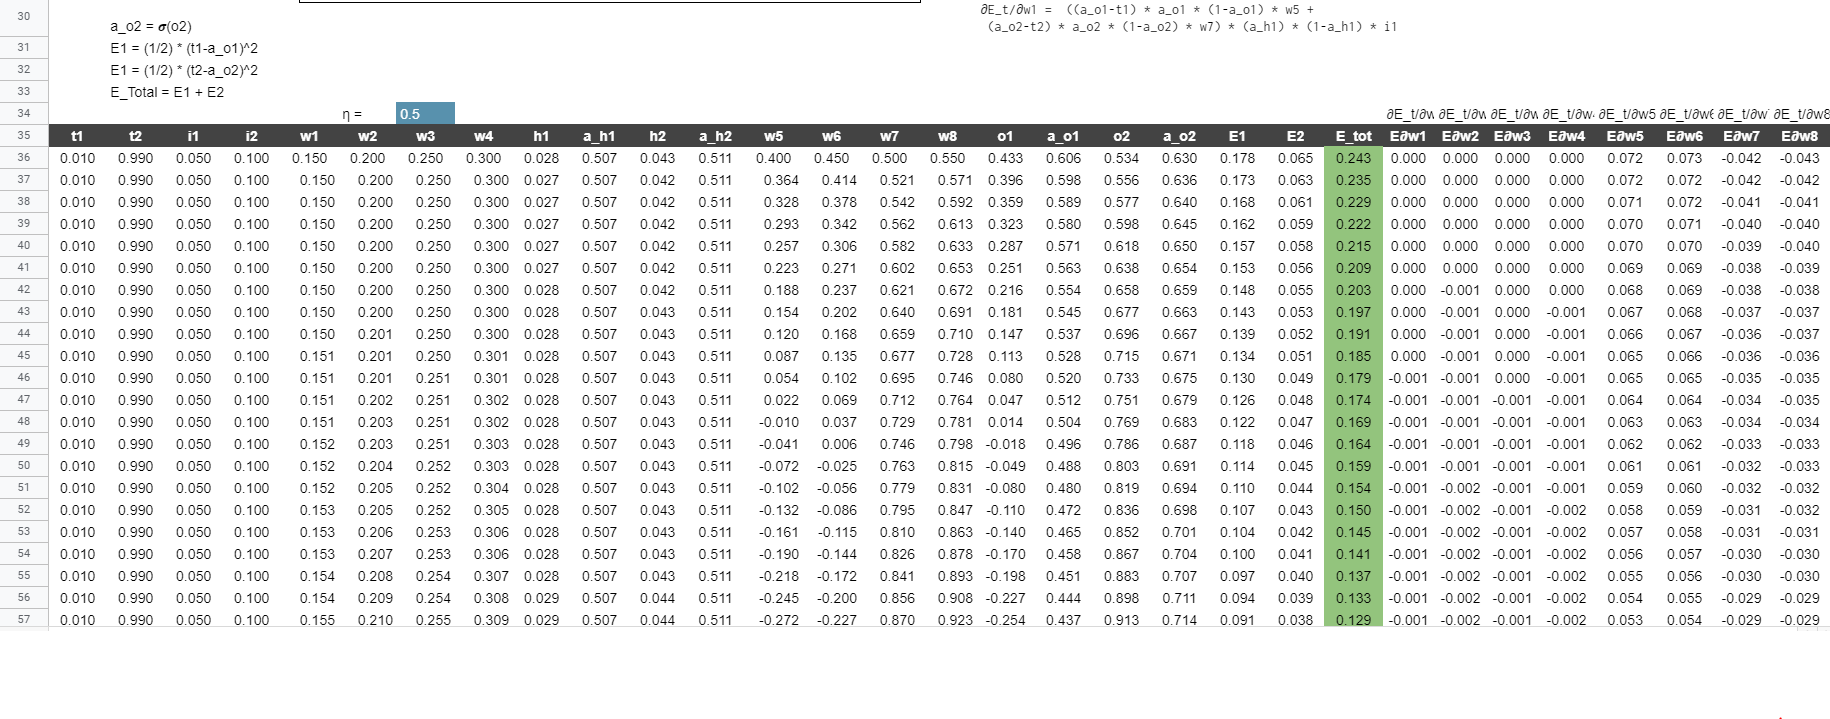 30
∂E_t/∂w1 = ((a_o1-t1) * a_o1 * (1-a_o1) * w5 +
a_o2 = σ(o2)
(a_o2-t2) * a_o2 * (1-a_o2) * w7) * (a_h1) * (1-a_h1) * i1
31 E1 = (1/2) * (t1-a_o1)^2
32 E1 = (1/2) * (t2-a_o2)^2
33 E_Total = E1 + E2
34 η = 0.5 ∂E_t/∂w ∂E_t/∂w ∂E_t/∂w ∂E_t/∂w. ∂E_t/∂w5 ∂E_t/∂w6 ∂E_t/∂w ∂E_t/∂w8
35 t1 t2 i1 i2 w1 w2 w3 w4 h1 a_h1 h2 a_h2 w5 w6 w7 w8 o1 a_o1 o2 a_o2 E1 E2 E_tot E∂w1 E∂w2 E∂w3 E∂w4 E∂w5 E∂w6 E∂w7 E∂w8
36 0.010 0.990 0.050 0.100 0.150 0.200 0.250 0.300 0.028 0.507 0.043 0.511 0.400 0.450 0.500 0.550 0.433 0.606 0.534 0.630 0.178 0.065 0.243 0.000 0.000 0.000 0.000 0.072 0.073 -0.042 -0.043
37 0.010 0.990 0.050 0.100 0.150 0.200 0.250 0.300 0.027 0.507 0.042 0.511 0.364 0.414 0.521 0.571 0.396 0.598 0.556 0.636 0.173 0.063 0.235 0.000 0.000 0.000 0.000 0.072 0.072 -0.042 -0.042
38 0.010 0.990 0.050 0.100 0.150 0.200 0.250 0.300 0.027 0.507 0.042 0.511 0.328 0.378 0.542 0.592 0.359 0.589 0.577 0.640 0.168 0.061 0.229 0.000 0.000 0.000 0.000 0.071 0.072 -0.041 -0.041
39 0.010 0.990 0.050 0.100 0.150 0.200 0.250 0.300 0.027 0.507 0.042 0.511 0.293 0.342 0.562 0.613 0.323 0.580 0.598 0.645 0.162 0.059 0.222 0.000 0.000 0.000 0.000 0.070 0.071 -0.040 -0.040
40 0.010 0.990 0.050 0.100 0.150 0.200 0.250 0.300 0.027 0.507 0.042 0.511 0.257 0.306 0.582 0.633 0.287 0.571 0.618 0.650 0.157 0.058 0.215 0.000 0.000 0.000 0.000 0.070 0.070 -0.039 -0.040
41 0.010 0.990 0.050 0.100 0.150 0.200 0.250 0.300 0.027 0.507 0.042 0.511 0.223 0.271 0.602 0.653 0.251 0.563 0.638 0.654 0.153 0.056 0.209 0.000 0.000 0.000 0.000 0.069 0.069 -0.038 -0.039
42 0.010 0.990 0.050 0.100 0.150 0.200 0.250 0.300 0.028 0.507 0.042 0.511 0.188 0.237 0.621 0.672 0.216 0.554 0.658 0.659 0.148 0.055 0.203 0.000 -0.001 0.000 0.000 0.068 0.069 -0.038 -0.038
43 0.010 0.990 0.050 0.100 0.150 0.200 0.250 0.300 0.028 0.507 0.043 0.511 0.154 0.202 0.640 0.691 0.181 0.545 0.677 0.663 0.143 0.053 0.197 0.000 -0.001 0.000 -0.001 0.067 0.068 -0.037 -0.037
44 0.010 0.990 0.050 0.100 0.150 0.201 0.250 0.300 0.028 0.507 0.043 0.511 0.120 0.168 0.659 0.710 0.147 0.537 0.696 0.667 0.139 0.052 0.191 0.000 -0.001 0.000 -0.001 0.066 0.067 -0.036 -0.037
45 0.010 0.990 0.050 0.100 0.151 0.201 0.250 0.301 0.028 0.507 0.043 0.511 0.087 0.135 0.677 0.728 0.113 0.528 0.715 0.671 0.134 0.051 0.185 0.000 -0.001 0.000 -0.001 0.065 0.066 -0.036 -0.036
46 0.010 0.990 0.050 0.100 0.151 0.201 0.251 0.301 0.028 0.507 0.043 0.511 0.054 0.102 0.695 0.746 0.080 0.520 0.733 0.675 0.130 0.049 0.179 -0.001 -0.001 0.000 -0.001 0.065 0.065 -0.035 -0.035
47 0.010 0.990 0.050 0.100 0.151 0.202 0.251 0.302 0.028 0.507 0.043 0.511 0.022 0.069 0.712 0.764 0.047 0.512 0.751 0.679 0.126 0.048 0.174 -0.001 -0.001 -0.001 -0.001 0.064 0.064 -0.034 -0.035
48 0.010 0.990 0.050 0.100 0.151 0.203 0.251 0.302 0.028 0.507 0.043 0.511 -0.010 0.037 0.729 0.781 0.014 0.504 0.769 0.683 0.122 0.047 0.169 -0.001 -0.001 -0.001 -0.001 0.063 0.063 -0.034 -0.034
49 0.010 0.990 0.050 0.100 0.152 0.203 0.251 0.303 0.028 0.507 0.043 0.511 -0.041 0.006 0.746 0.798 -0.018 0.496 0.786 0.687 0.118 0.046 0.164 -0.001 -0.001 -0.001 -0.001 0.062 0.062 -0.033 -0.033
50 0.010 0.990 0.050 0.100 0.152 0.204 0.252 0.303 0.028 0.507 0.043 0.511 -0.072 -0.025 0.763 0.815 -0.049 0.488 0.803 0.691 0.114 0.045 0.159 -0.001 -0.001 -0.001 -0.001 0.061 0.061 -0.032 -0.033
51 0.010 0.990 0.050 0.100 0.152 0.205 0.252 0.304 0.028 0.507 0.043 0.511 -0.102 -0.056 0.779 0.831 -0.080 0.480 0.819 0.694 0.110 0.044 0.154 -0.001 -0.002 -0.001 -0.001 0.059 0.060 -0.032 -0.032
52 0.010 0.990 0.050 0.100 0.153 0.205 0.252 0.305 0.028 0.507 0.043 0.511 -0.132 -0.086 0.795 0.847 -0.110 0.472 0.836 0.698 0.107 0.043 0.150 -0.001 -0.002 -0.001 -0.002 0.058 0.059 -0.031 -0.032
53 0.010 0.990 0.050 0.100 0.153 0.206 0.253 0.306 0.028 0.507 0.043 0.511 -0.161 -0.115 0.810 0.863 -0.140 0.465 0.852 0.701 0.104 0.042 0.145 -0.001 -0.002 -0.001 -0.002 0.057 0.058 -0.031 -0.031
54 0.010 0.990 0.050 0.100 0.153 0.207 0.253 0.306 0.028 0.507 0.043 0.511 -0.190 -0.144 0.826 0.878 -0.170 0.458 0.867 0.704 0.100 0.041 0.141 -0.001 -0.002 -0.001 -0.002 0.056 0.057 -0.030 -0.030
55 0.010 0.990 0.050 0.100 0.154 0.208 0.254 0.307 0.028 0.507 0.043 0.511 -0.218 -0.172 0.841 0.893 -0.198 0.451 0.883 0.707 0.097 0.040 0.137 -0.001 -0.002 -0.001 -0.002 0.055 0.056 -0.030 -0.030
56 0.010 0.990 0.050 0.100 0.154 0.209 0.254 0.308 0.029 0.507 0.044 0.511 -0.245 -0.200 0.856 0.908 -0.227 0.444 0.898 0.711 0.094 0.039 0.133 -0.001 -0.002 -0.001 -0.002 0.054 0.055 -0.029 -0.029
57 0.010 0.990 0.050 0.100 0.155 0.210 0.255 0.309 0.029 0.507 0.044 0.511 -0.272 -0.227 0.870 0.923 -0.254 0.437 0.913 0.714 0.091 0.038 0.129 -0.001 -0.002 -0.001 -0.002 0.053 0.054 -0.029 -0.029